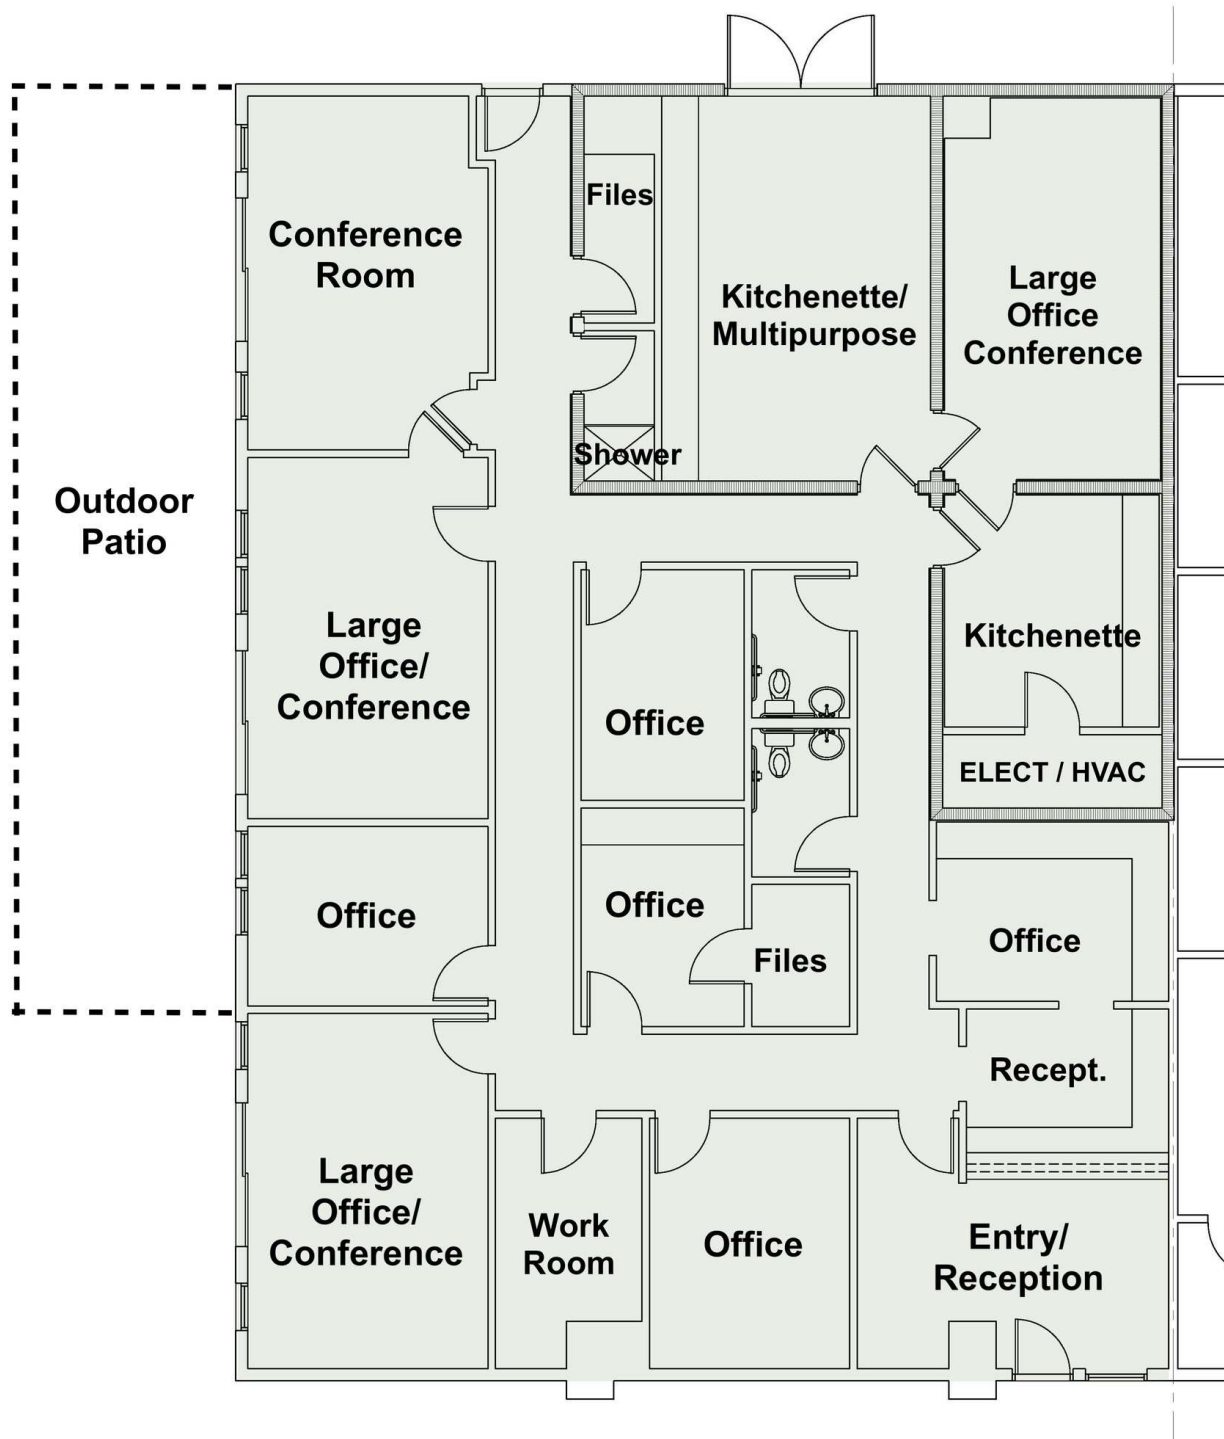 Files
Conference
Room
Kitchenette/
Multipurpose
Large
Office
Conference
Shower
Outdoor
Patio
Large
Office/
Conference
Kitchenette
Office
ELECT / HVAC
Office
Office
Files
Office
Recept.
Large
Office/
Conference
Work
Room
Office
Entry/
Reception